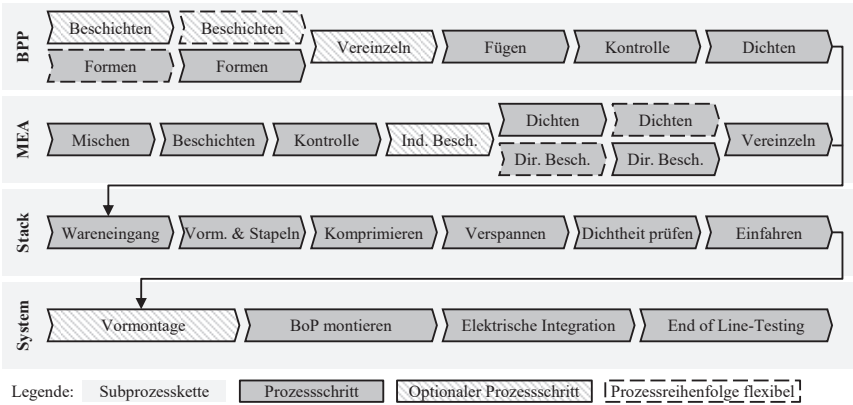 BPP
Beschichten Beschichten
Formen Formen
Vereinzeln Fügen Kontrolle Dichten
MEA
Mischen Beschichten Kontrolle Ind. Besch.
Dichten Dichten
Dir. Besch. Dir. Besch.
Vereinzeln
Stack
Wareneingang Vorm. & Stapeln Komprimieren Verspannen Dichtheit prüfen Einfahren
System
Vormontage BoP montieren Elektrische Integration End of Line-Testing
Legende: Subprozesskette Prozessschritt Optionaler Prozessschritt Prozessreihenfolge flexibel